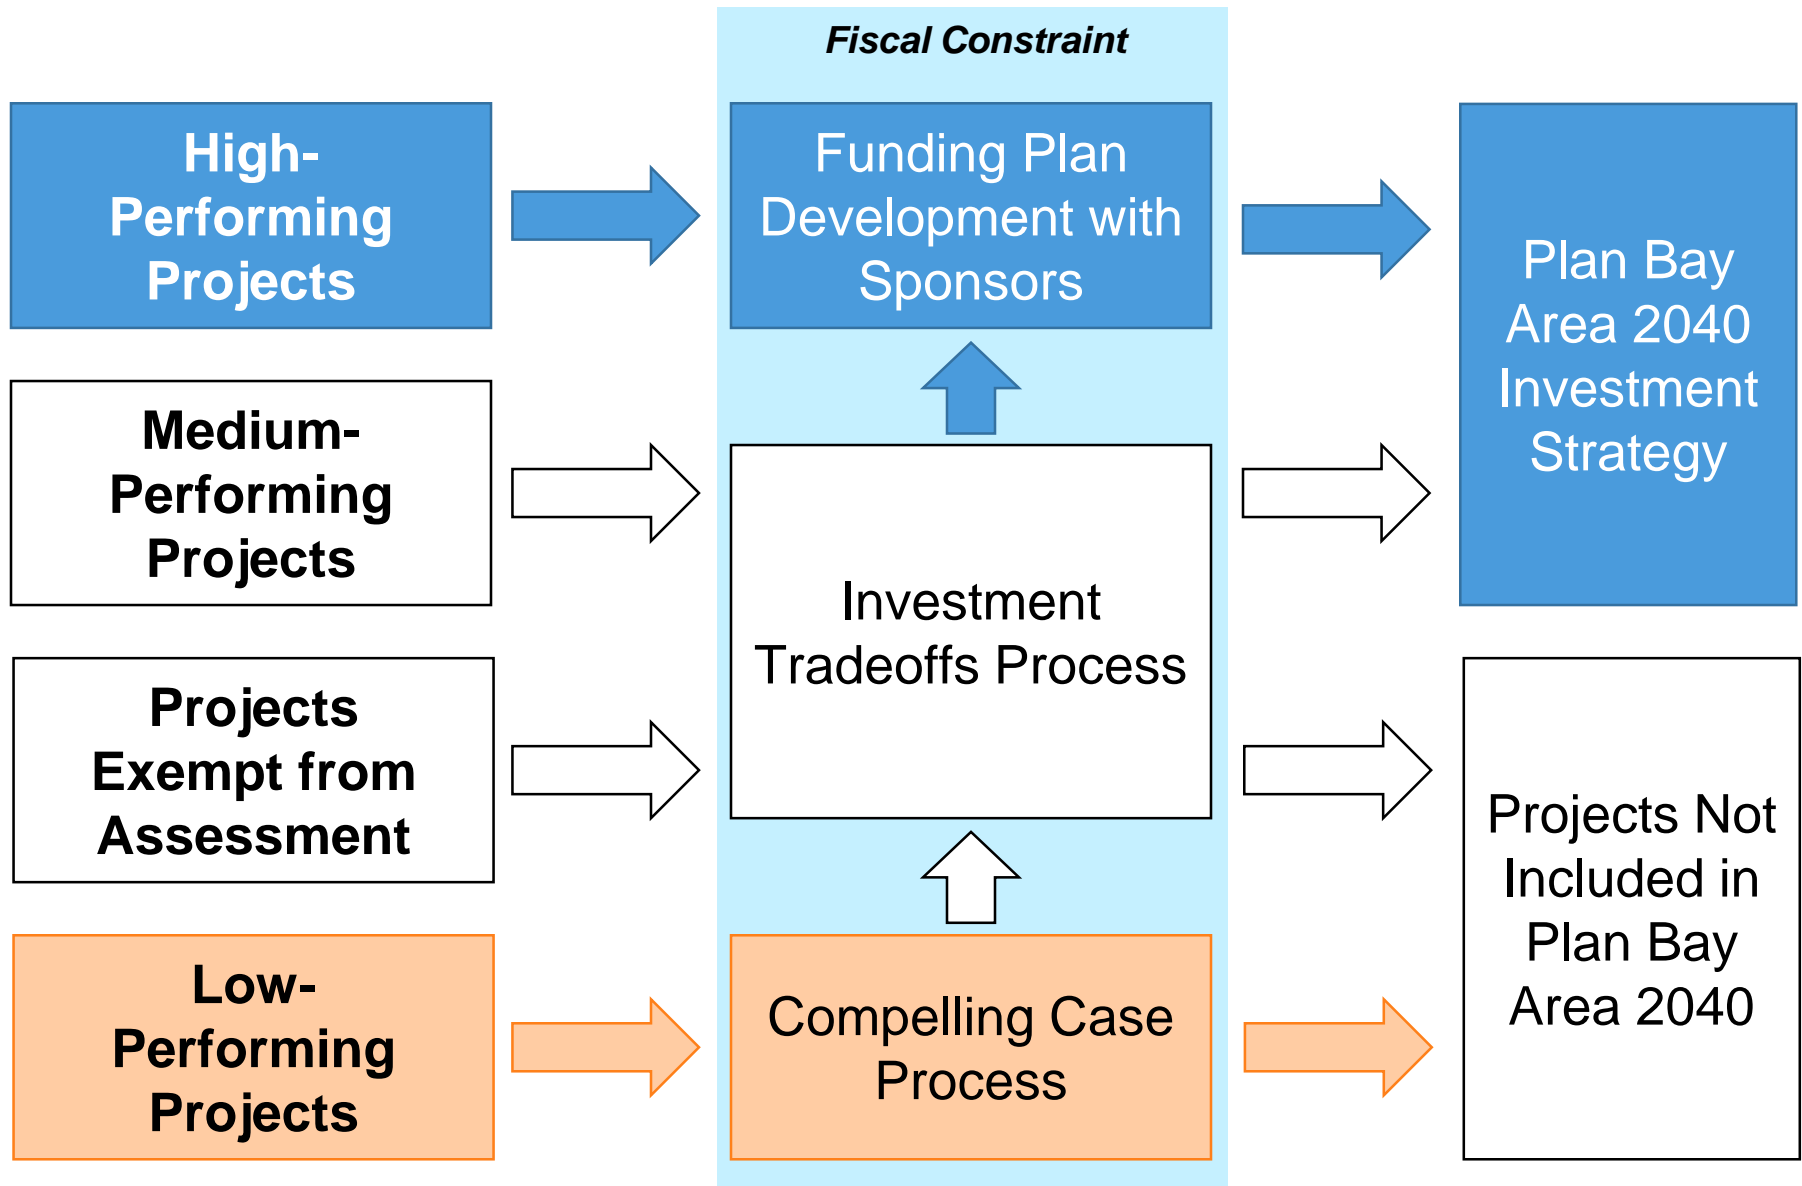 Fiscal Constraint
High-
Performing
Projects
Funding Plan
Development with
Sponsors
Plan Bay
Area 2040
Investment
Strategy
Medium-
Performing
Projects
Investment
Tradeoffs Process
Projects
Exempt from
Assessment
Projects Not
Included in
Plan Bay
Area 2040
Low-
Performing
Projects
Compelling Case
Process